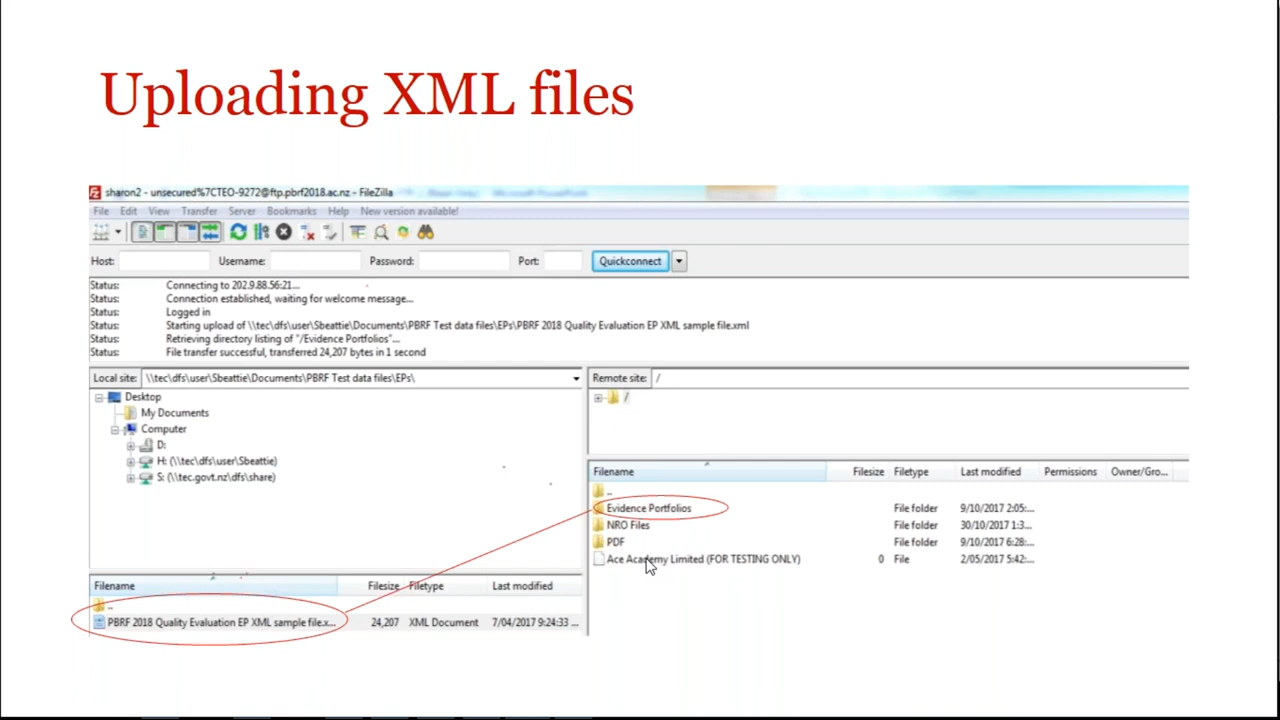 Uploading XML files
sharon2 - unsecured%7CTEO-9272@ftp.pbrf2018.ac.nz - FileZilla
File Edit View Transfer Server Bookmarks Help New version available!
Host: Username: Password: Port: Quickconnect
Status: Connecting to 202.9.88.56:21...
Status: Connection established, waiting for welcome message...
Status: Logged in
Status: Starting upload of \\tec\dfs\user\Sbeattie\Documents\PBRF Test data files\EPs\PBRF 2018 Quality Evaluation EP XML sample file.xml
Status: Retrieving directory listing of "/Evidence Portfolios"...
Status: File transfer successful, transferred 24,207 bytes in 1 second
Local site: \\tec\dfs\user\Sbeattie\Documents\PBRF Test data files\EPs\
Desktop
My Documents
Computer
D:
H: (\\tec\dfs\user\Sbeattie)
S: (\\tec.govt.nz\dfs\share)
Filename Filesize Filetype Last modified
..
PBRF 2018 Quality Evaluation EP XML sample file.x... 24,207 XML Document 7/04/2017 9:24:33 ...
Remote site: /
/
Filename Filesize Filetype Last modified Permissions Owner/Gro...
..
Evidence Portfolios File folder 9/10/2017 2:05:...
NRO Files File folder 30/10/2017 1:3...
PDF File folder 9/10/2017 6:28:...
Ace Academy Limited (FOR TESTING ONLY) 0 File 2/05/2017 5:42:...